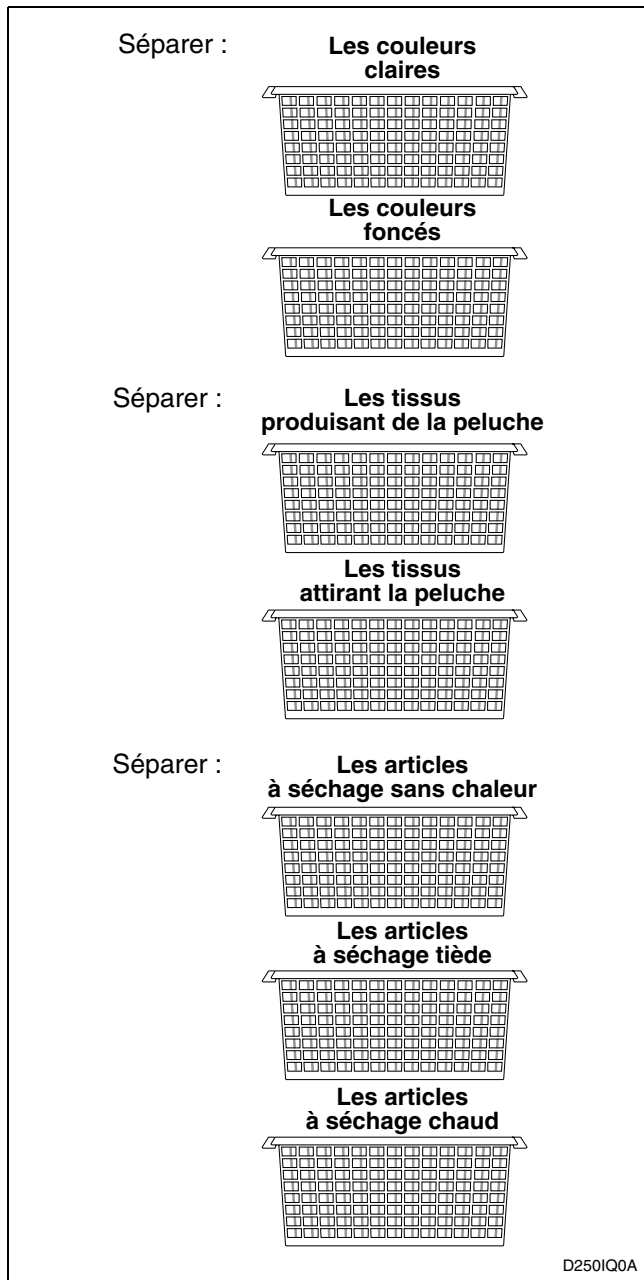 Séparer :
Les couleurs
claires
Les couleurs
foncés
Séparer :
Les tissus
produisant de la peluche
Les tissus
attirant la peluche
Séparer :
Les articles
à séchage sans chaleur
Les articles
à séchage tiède
Les articles
à séchage chaud
D250IQ0A